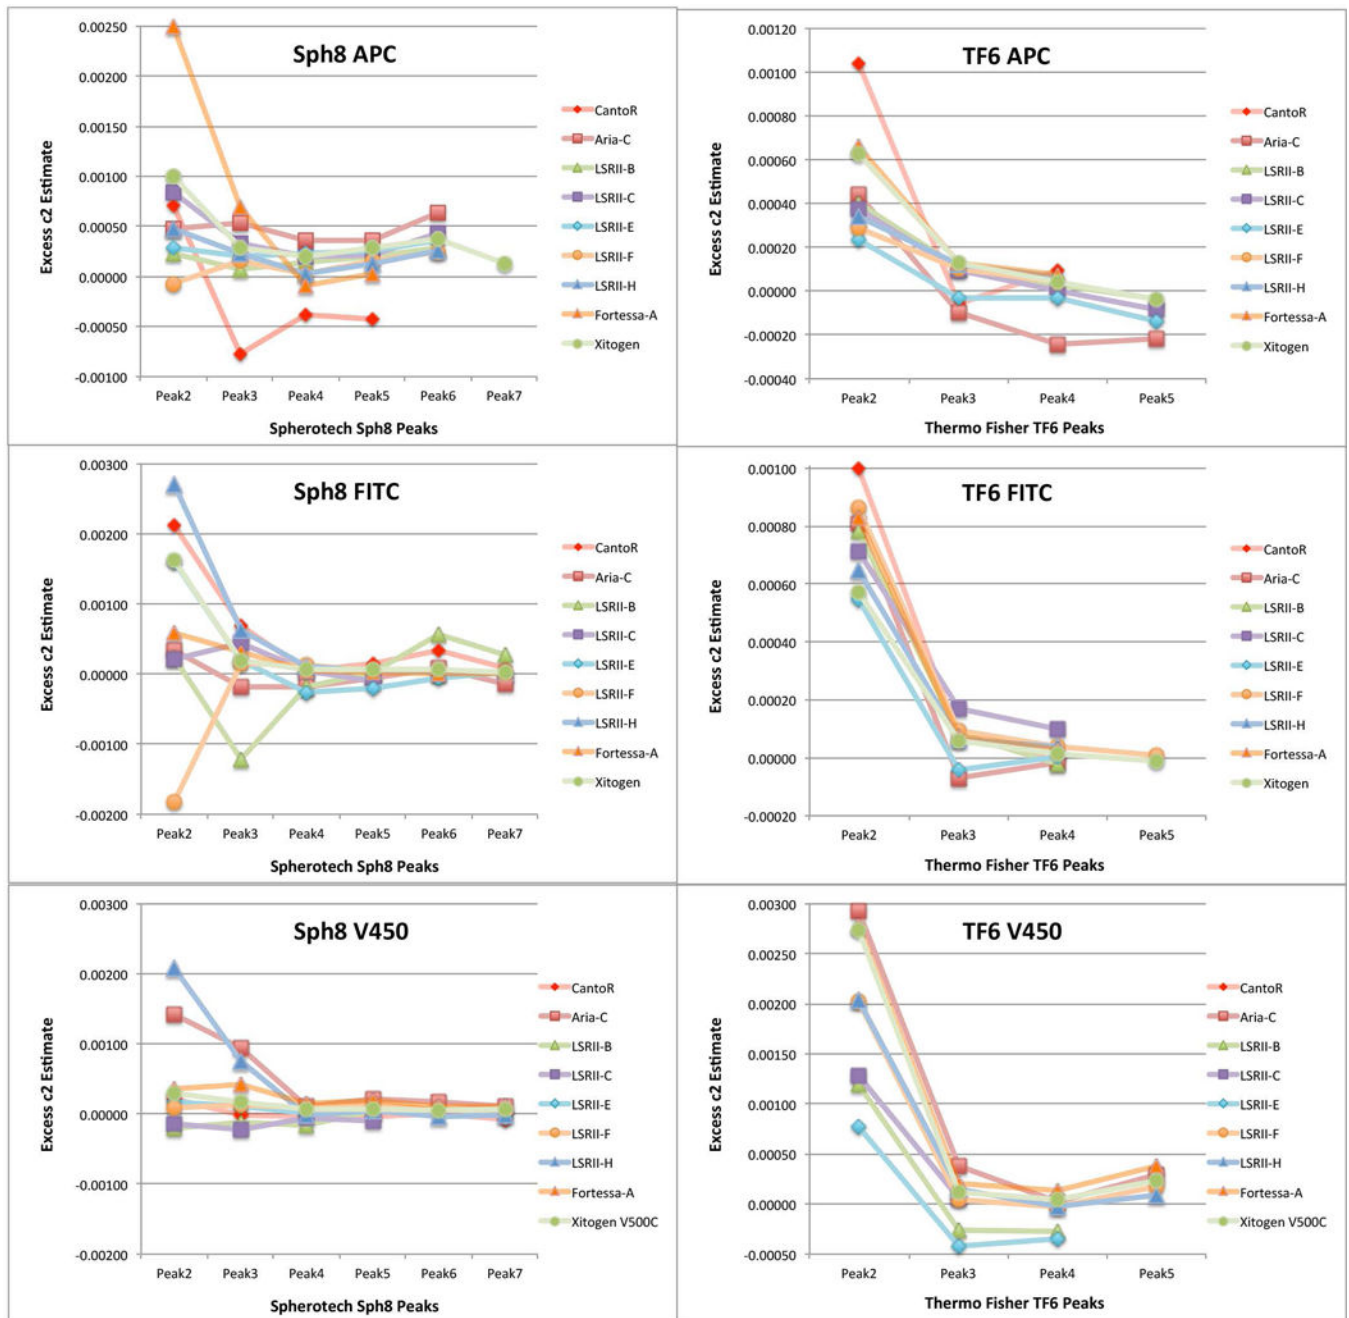 Sph8 APC
Excess c2 Estimate
0.00250
0.00200
0.00150
0.00100
0.00050
0.00000
-0.00050
-0.00100
Peak2 Peak3 Peak4 Peak5 Peak6 Peak7
Spherotech Sph8 Peaks
CantoR
Aria-C
LSRII-B
LSRII-C
LSRII-E
LSRII-F
LSRII-H
Fortessa-A
Xitogen
TF6 APC
Excess c2 Estimate
0.00120
0.00100
0.00080
0.00060
0.00040
0.00020
0.00000
-0.00020
-0.00040
Peak2 Peak3 Peak4 Peak5
Thermo Fisher TF6 Peaks
CantoR
Aria-C
LSRII-B
LSRII-C
LSRII-E
LSRII-F
LSRII-H
Fortessa-A
Xitogen
Sph8 FITC
Excess c2 Estimate
0.00300
0.00200
0.00100
0.00000
-0.00100
-0.00200
Peak2 Peak3 Peak4 Peak5 Peak6 Peak7
Spherotech Sph8 Peaks
CantoR
Aria-C
LSRII-B
LSRII-C
LSRII-E
LSRII-F
LSRII-H
Fortessa-A
Xitogen
TF6 FITC
Excess c2 Estimate
0.00100
0.00080
0.00060
0.00040
0.00020
0.00000
-0.00020
Peak2 Peak3 Peak4 Peak5
Thermo Fisher TF6 Peaks
CantoR
Aria-C
LSRII-B
LSRII-C
LSRII-E
LSRII-F
LSRII-H
Fortessa-A
Xitogen
Sph8 V450
Excess c2 Estimate
0.00300
0.00200
0.00100
0.00000
-0.00100
-0.00200
Peak2 Peak3 Peak4 Peak5 Peak6 Peak7
Spherotech Sph8 Peaks
CantoR
Aria-C
LSRII-B
LSRII-C
LSRII-E
LSRII-F
LSRII-H
Fortessa-A
Xitogen V500C
TF6 V450
Excess c2 Estimate
0.00300
0.00250
0.00200
0.00150
0.00100
0.00050
0.00000
-0.00050
Peak2 Peak3 Peak4 Peak5
Thermo Fisher TF6 Peaks
CantoR
Aria-C
LSRII-B
LSRII-C
LSRII-E
LSRII-F
LSRII-H
Fortessa-A
Xitogen V500C